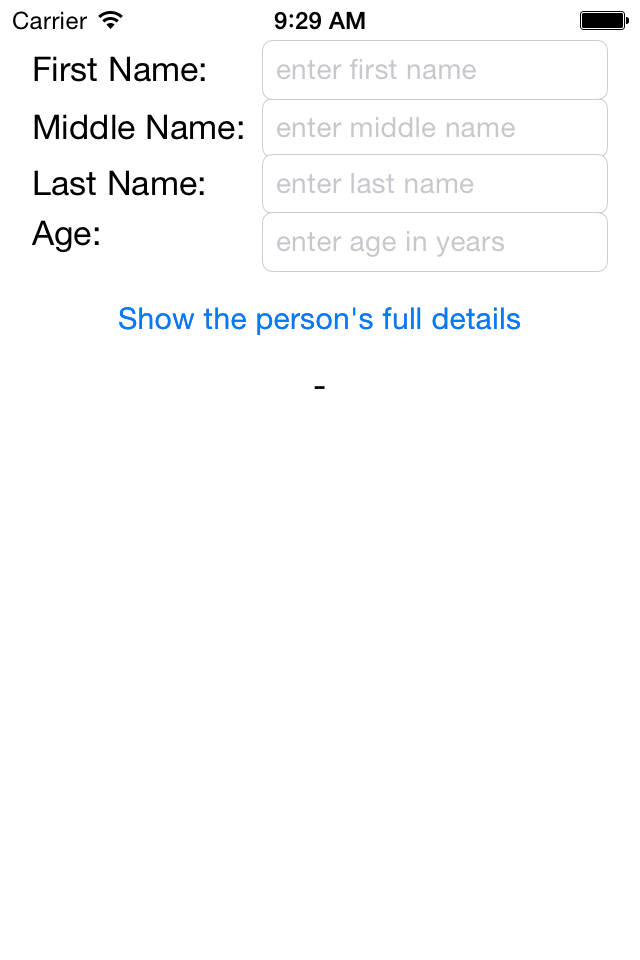 Carrier 9:29 AM
First Name: enter first name
Middle Name: enter middle name
Last Name: enter last name
Age: enter age in years
Show the person's full details
-